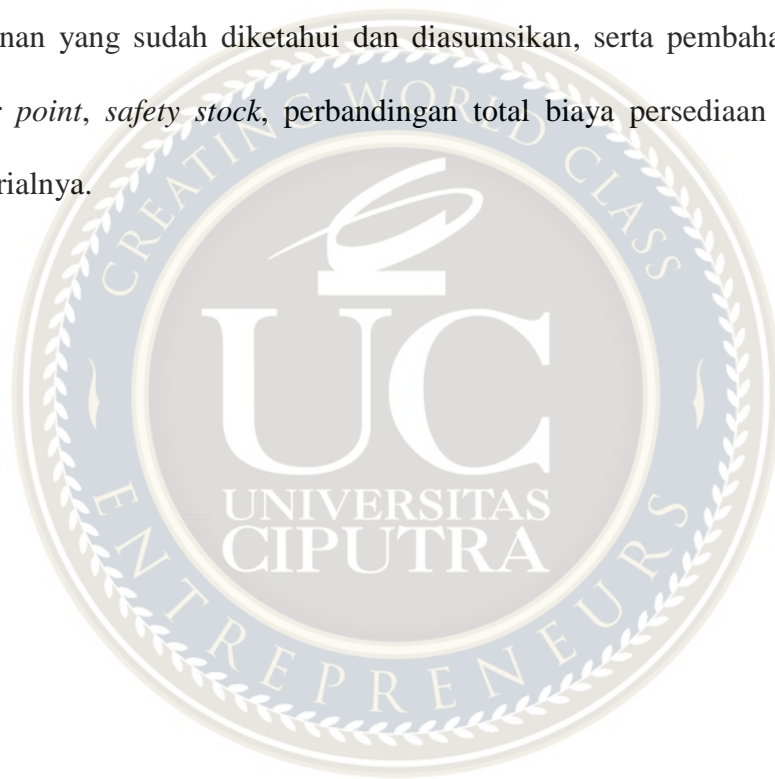 nan yang sudah diketahui dan diasumsikan, serta pembaha
point, safety stock, perbandingan total biaya persediaan
rialnya.
CREATING WORLD CLASS
UC
UNIVERSITAS
CIPUTRA
ENTREPRENEURS